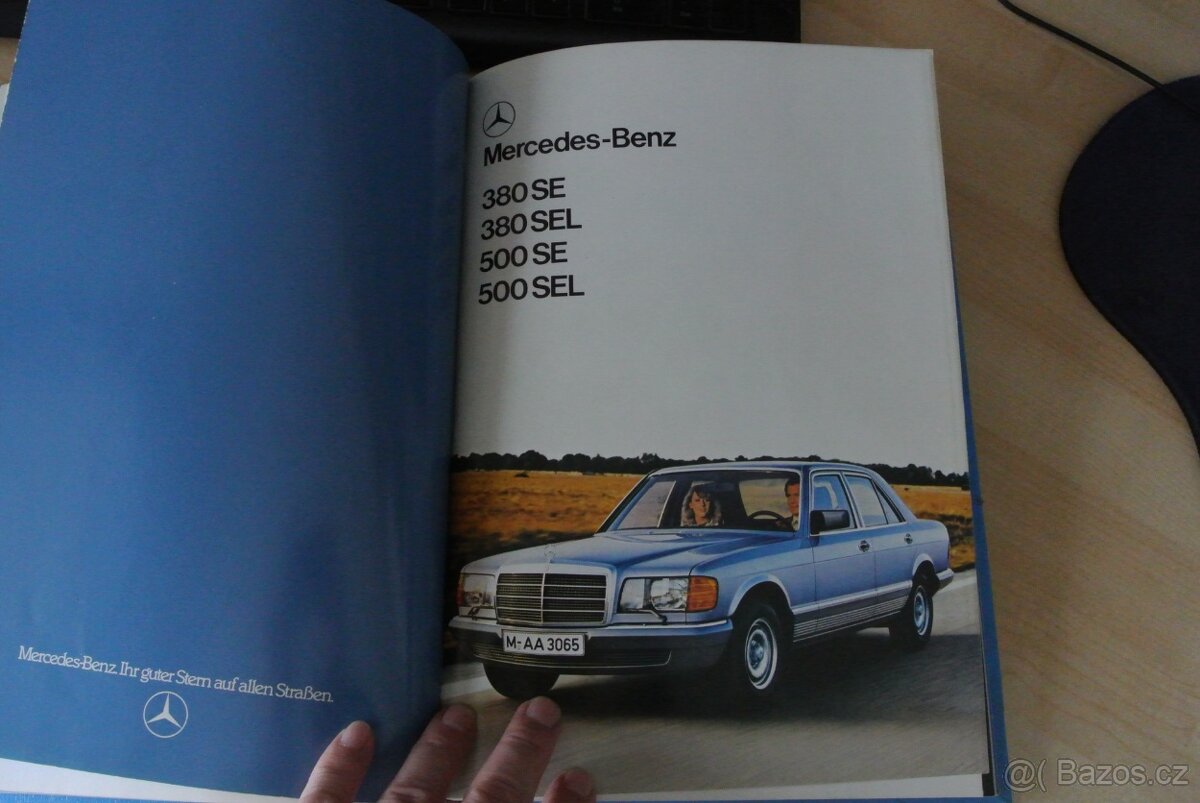 Mercedes-Benz. Ihr guter Stern auf allen Straßen.
Mercedes-Benz
380 SE
380 SEL
500 SE
500 SEL
M-AA 3065
@( Bazos.cz